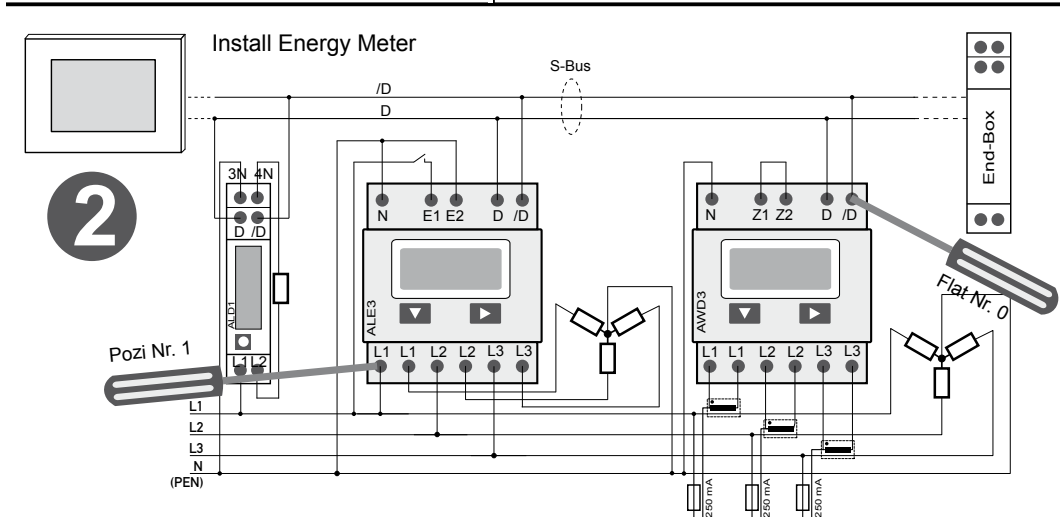 Install Energy Meter
S-Bus
/D
D
End-Box
2
3N 4N
D /D
ALD1
L1 L2
N E1 E2 D /D
ALE3
L1 L1 L2 L2 L3 L3
N Z1 Z2 D /D
AWD3
L1 L1 L2 L2 L3 L3
Flat Nr. 0
Pozi Nr. 1
L1
L2
L3
N
(PEN)
250 mA
250 mA
250 mA